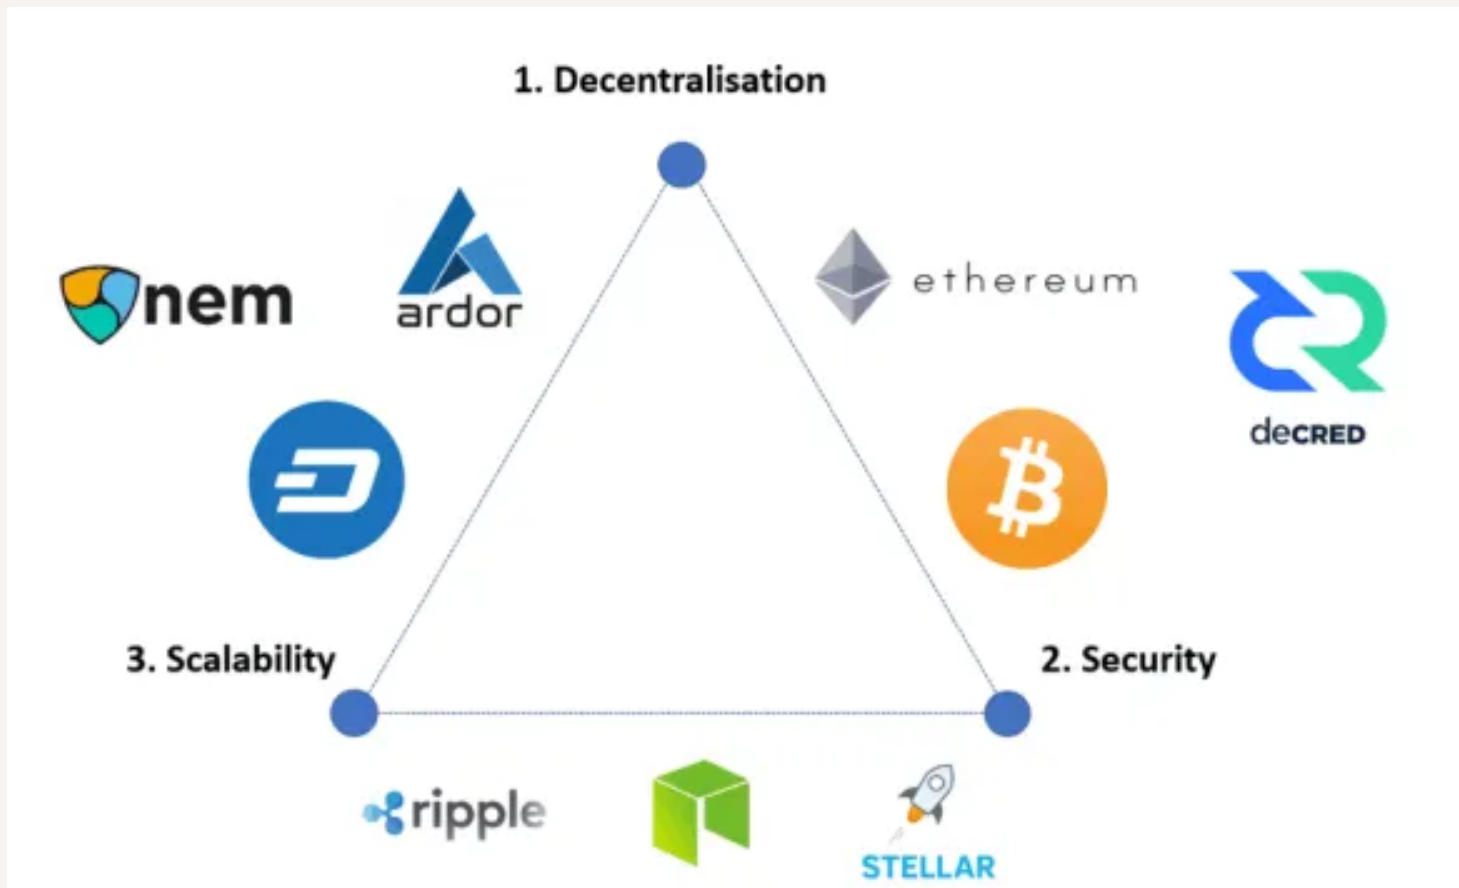 1. Decentralisation
nem
ardor
ethereum
deCRED
3. Scalability
2. Security
ripple
STELLAR